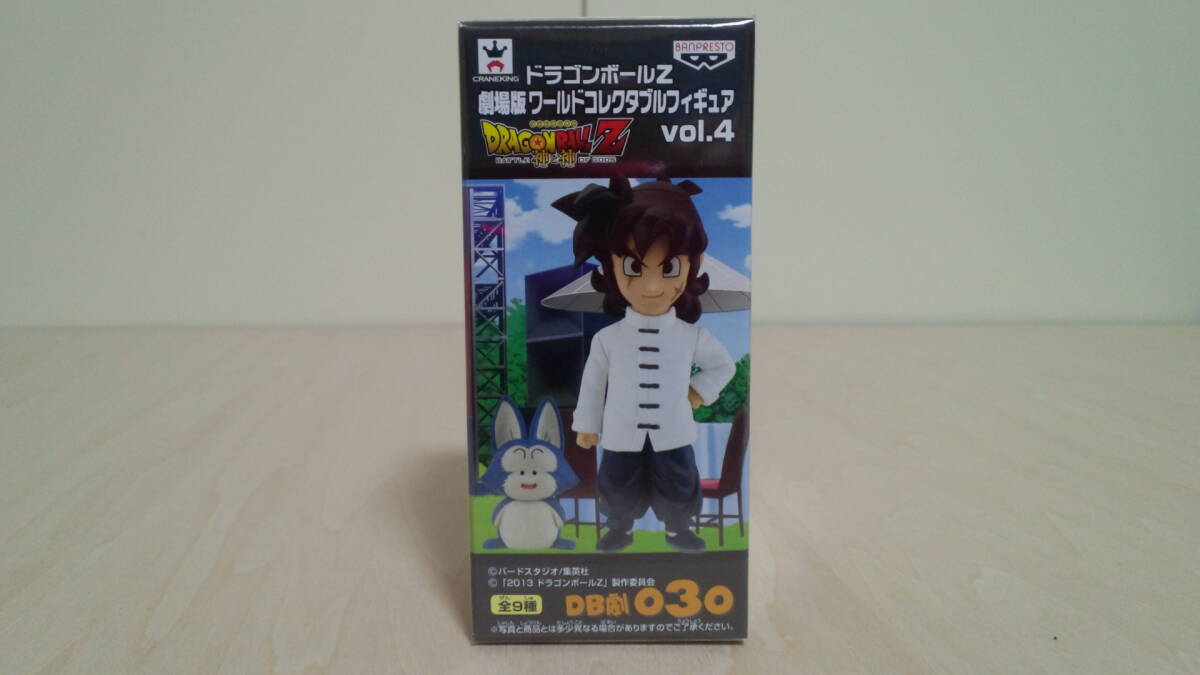 CRANEKING
BANPRESTO
ドラゴンボールZ
劇場版 ワールドコレクタブルフィギュア
vol.4
DRAGON BALL Z
BATTLE 神と神 OF GODS
©バードスタジオ/集英社
©「2013 ドラゴンボールZ」製作委員会
全9種
DB劇 030
※写真と商品とは多少異なる場合がありますのでご了承ください。